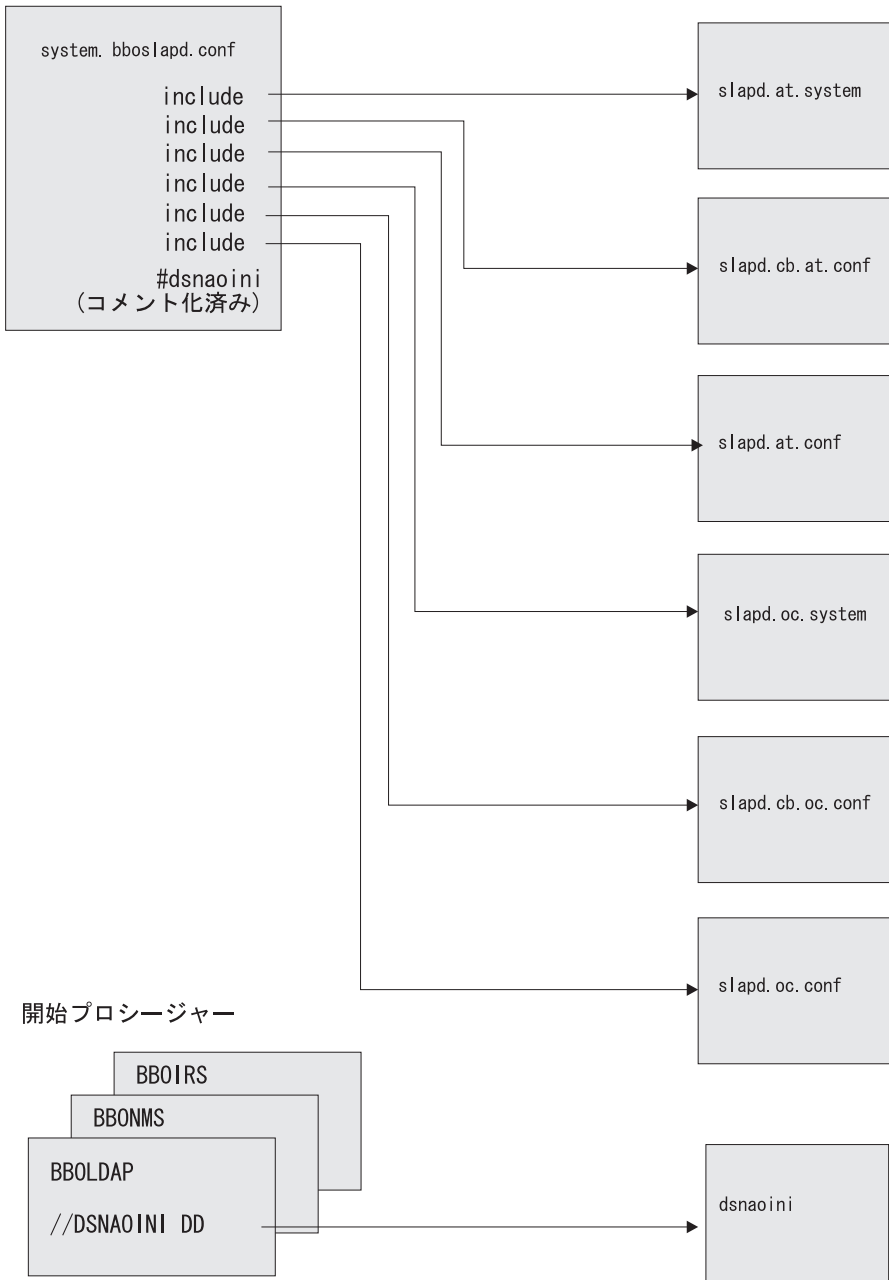 system.bboslapd.conf
include
include
include
include
include
include
#dsnaoini
(コメント化済み)
slapd.at.system
slapd.cb.at.conf
slapd.at.conf
slapd.oc.system
slapd.cb.oc.conf
slapd.oc.conf
開始プロシージャー
BBOIRS
BBONMS
BBOLDAP
//DSNAOINI DD
dsnaoini